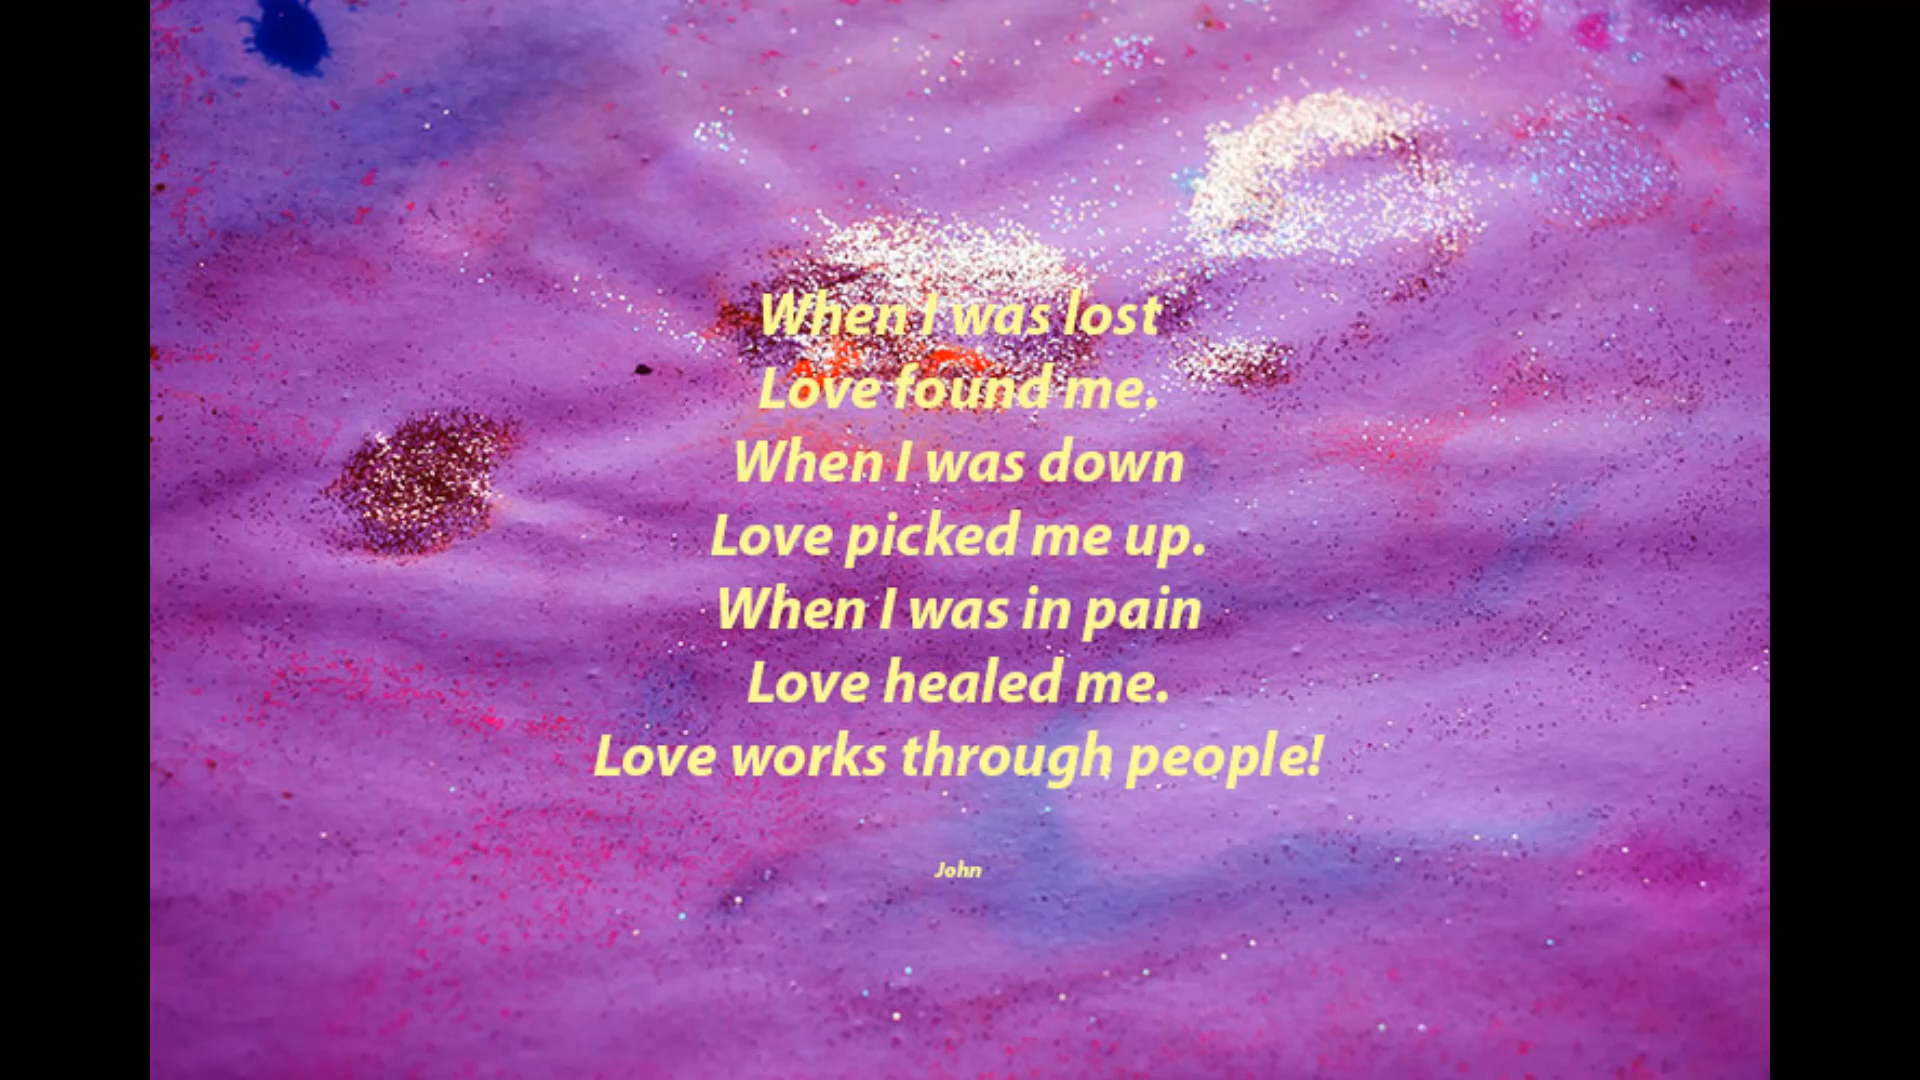 When I was lost
Love found me.
When I was down
Love picked me up.
When I was in pain
Love healed me.
Love works through people!
John